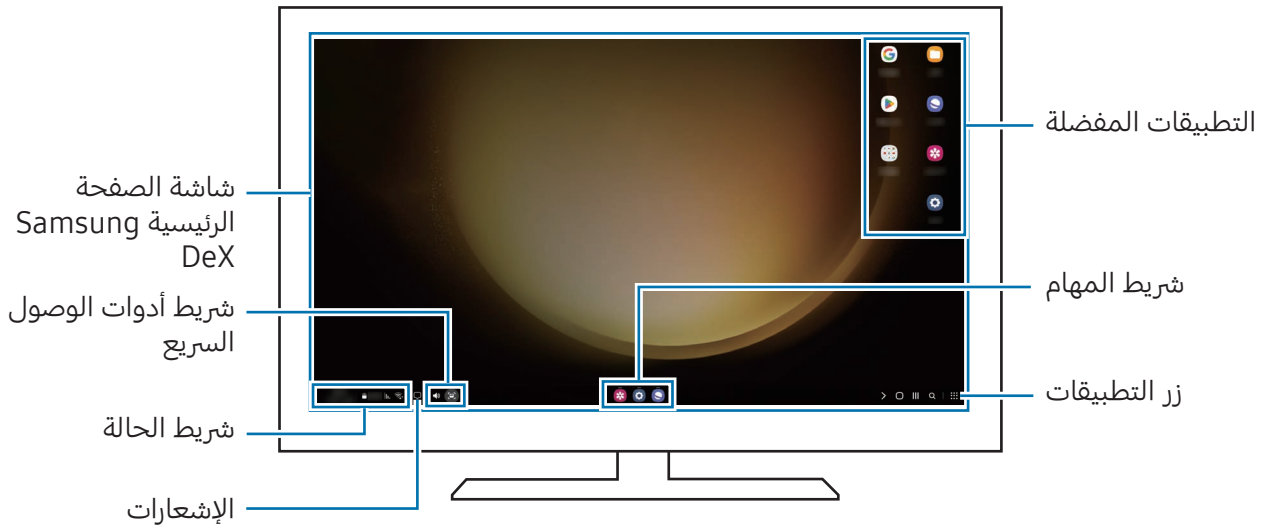 التطبيقات المفضلة
شاشة الصفحة
الرئيسية Samsung
DeX
شريط المهام
شريط أدوات الوصول
السريع
زر التطبيقات
شريط الحالة
الإشعارات